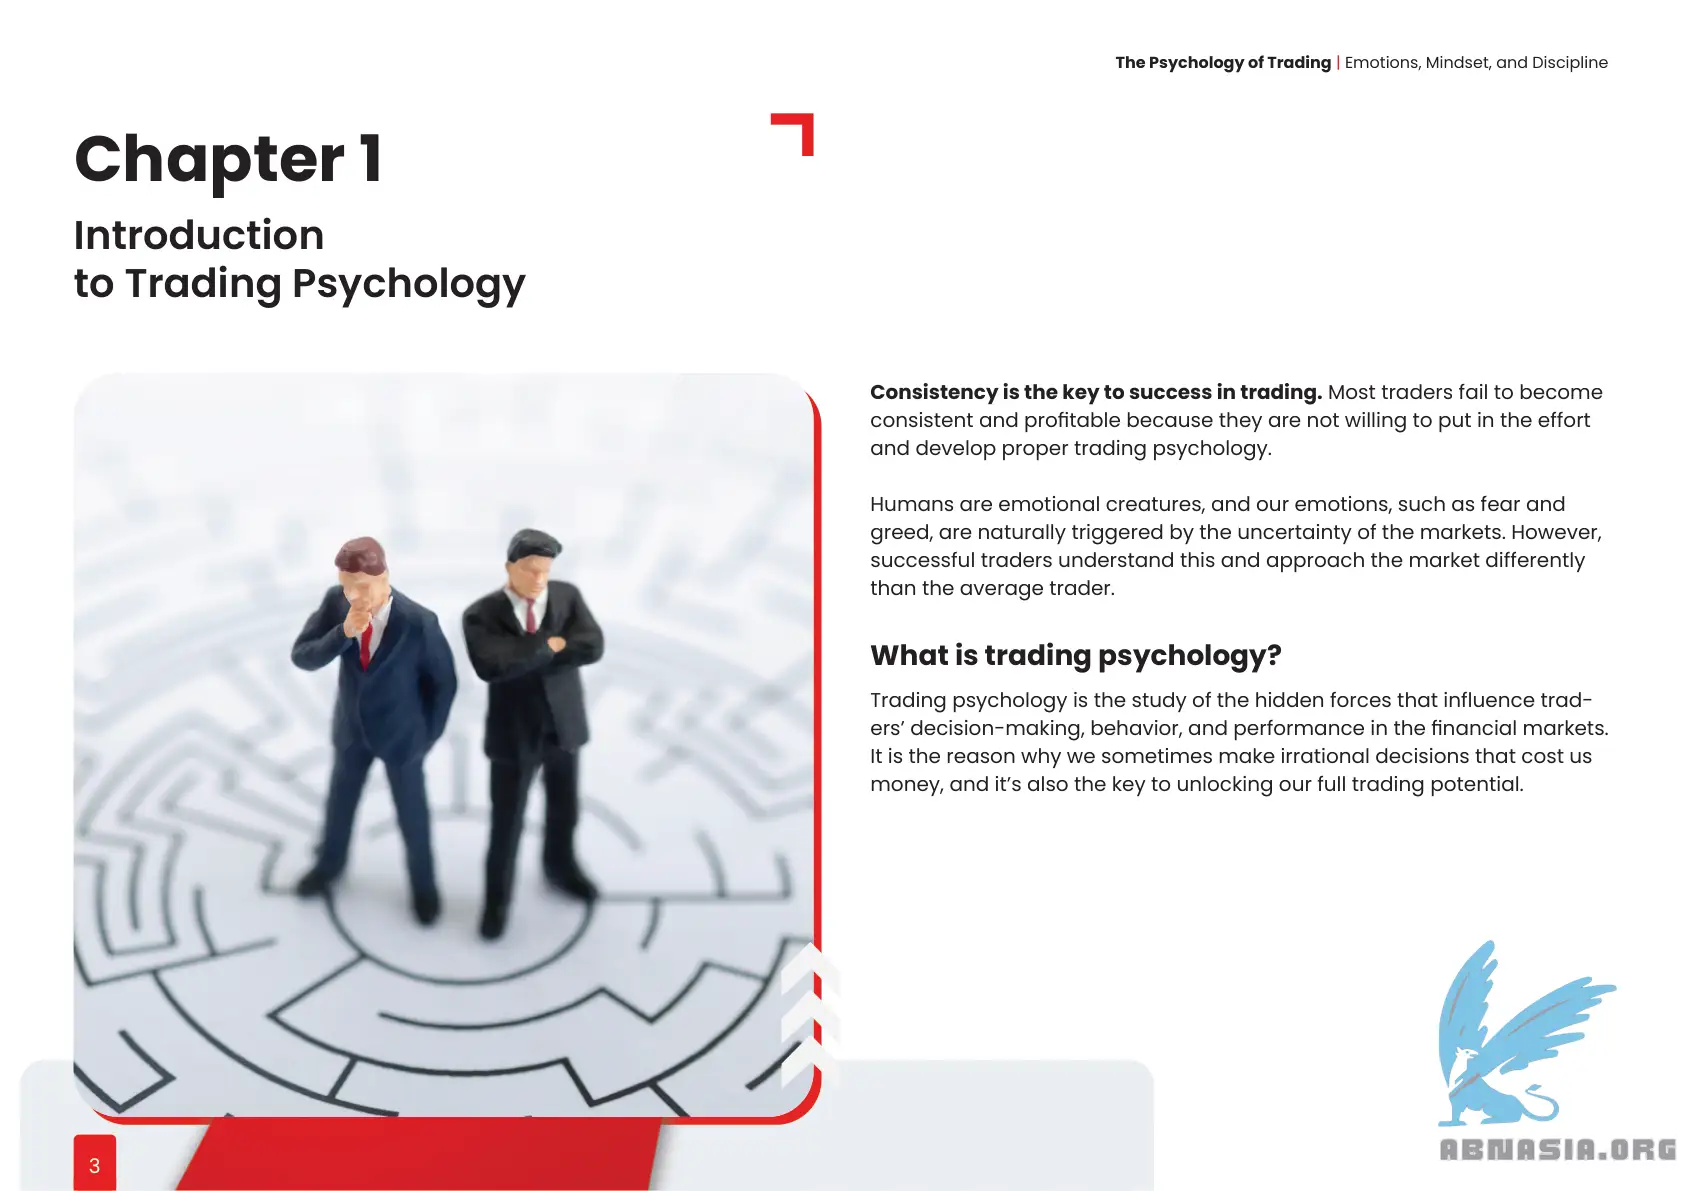 The Psychology of Trading | Emotions, Mindset, and Discipline
Chapter 1
Introduction
to Trading Psychology
Consistency is the key to success in trading. Most traders fail to become
consistent and profitable because they are not willing to put in the effort
and develop proper trading psychology.
Humans are emotional creatures, and our emotions, such as fear and
greed, are naturally triggered by the uncertainty of the markets. However,
successful traders understand this and approach the market differently
than the average trader.
What is trading psychology?
Trading psychology is the study of the hidden forces that influence trad-
ers’ decision-making, behavior, and performance in the financial markets.
It is the reason why we sometimes make irrational decisions that cost us
money, and it’s also the key to unlocking our full trading potential.
3
ABNASIA.ORG